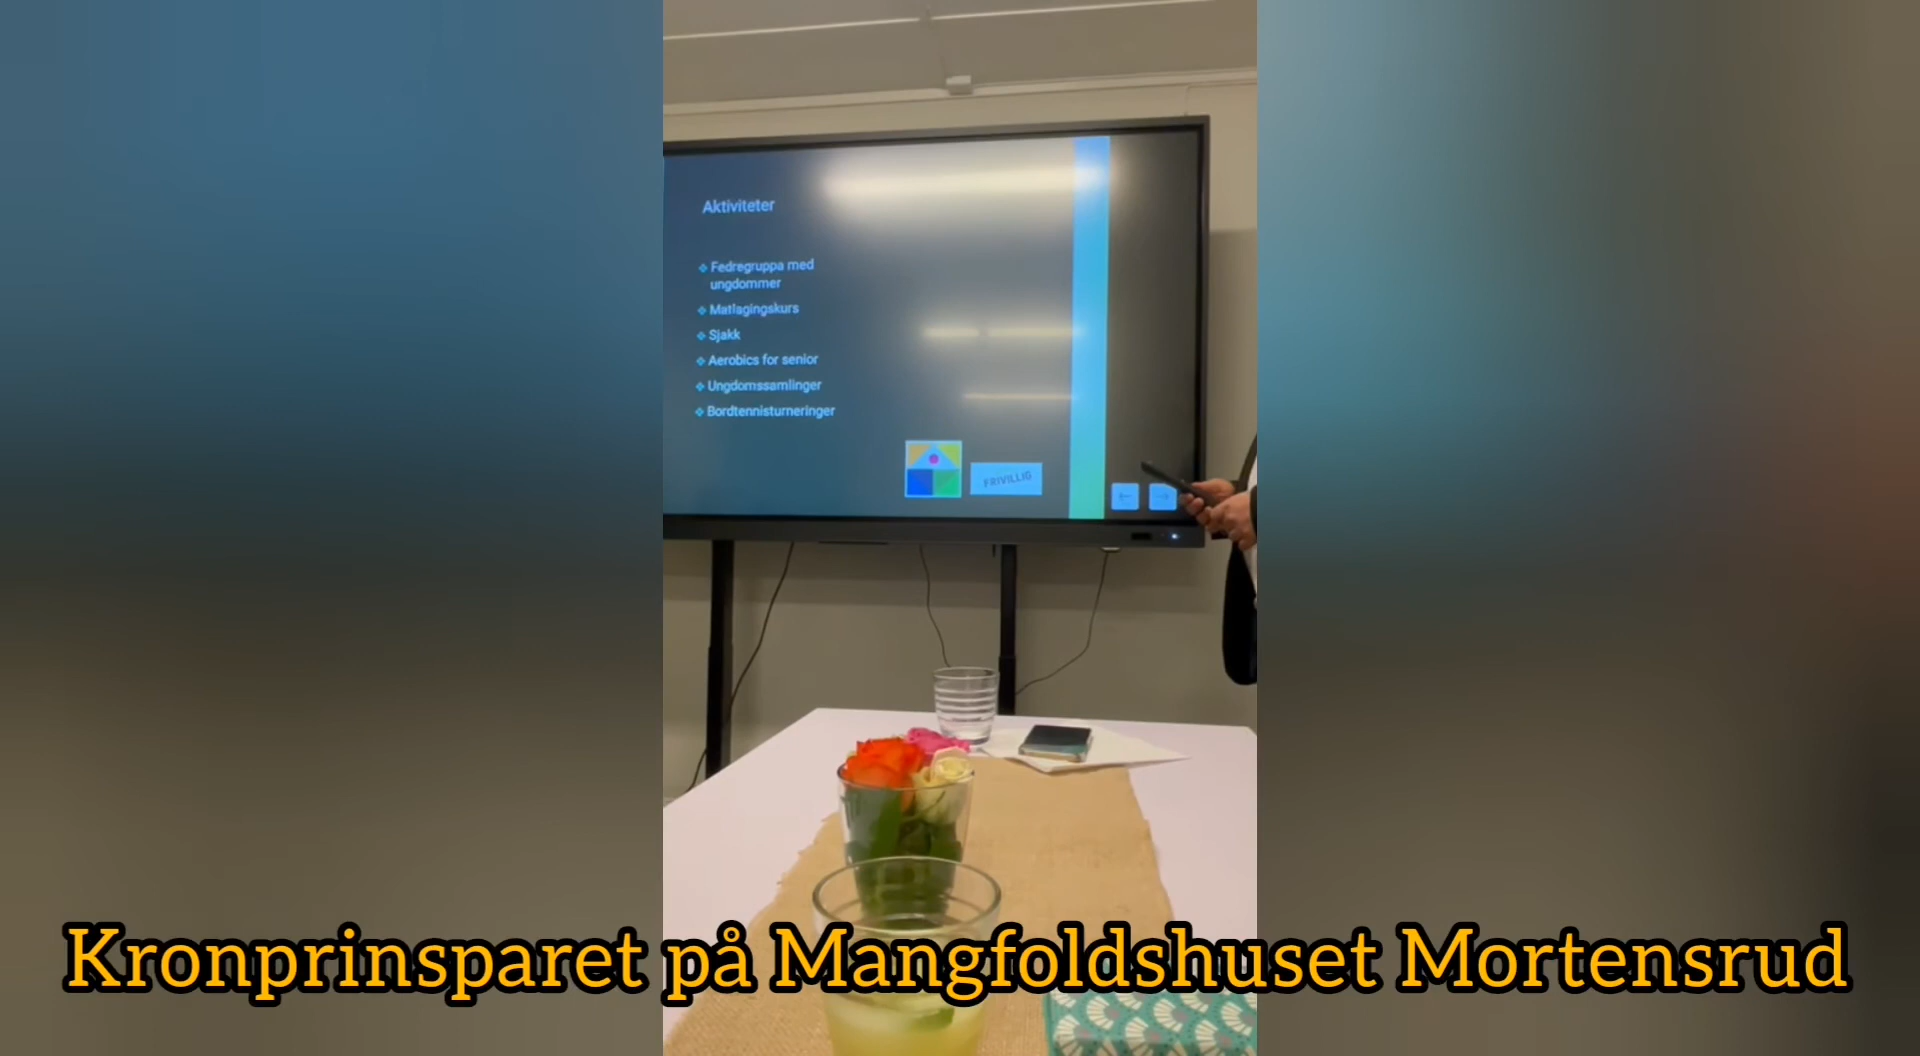 Aktiviteter
Fedregruppa med
ungdommer
Matlagingskurs
Sjakk
Aerobics for senior
Ungdomssamlinger
Bordtennisturneringer
FRIVILLIG
Kronprinsparet på Mangfoldshuset Mortensrud